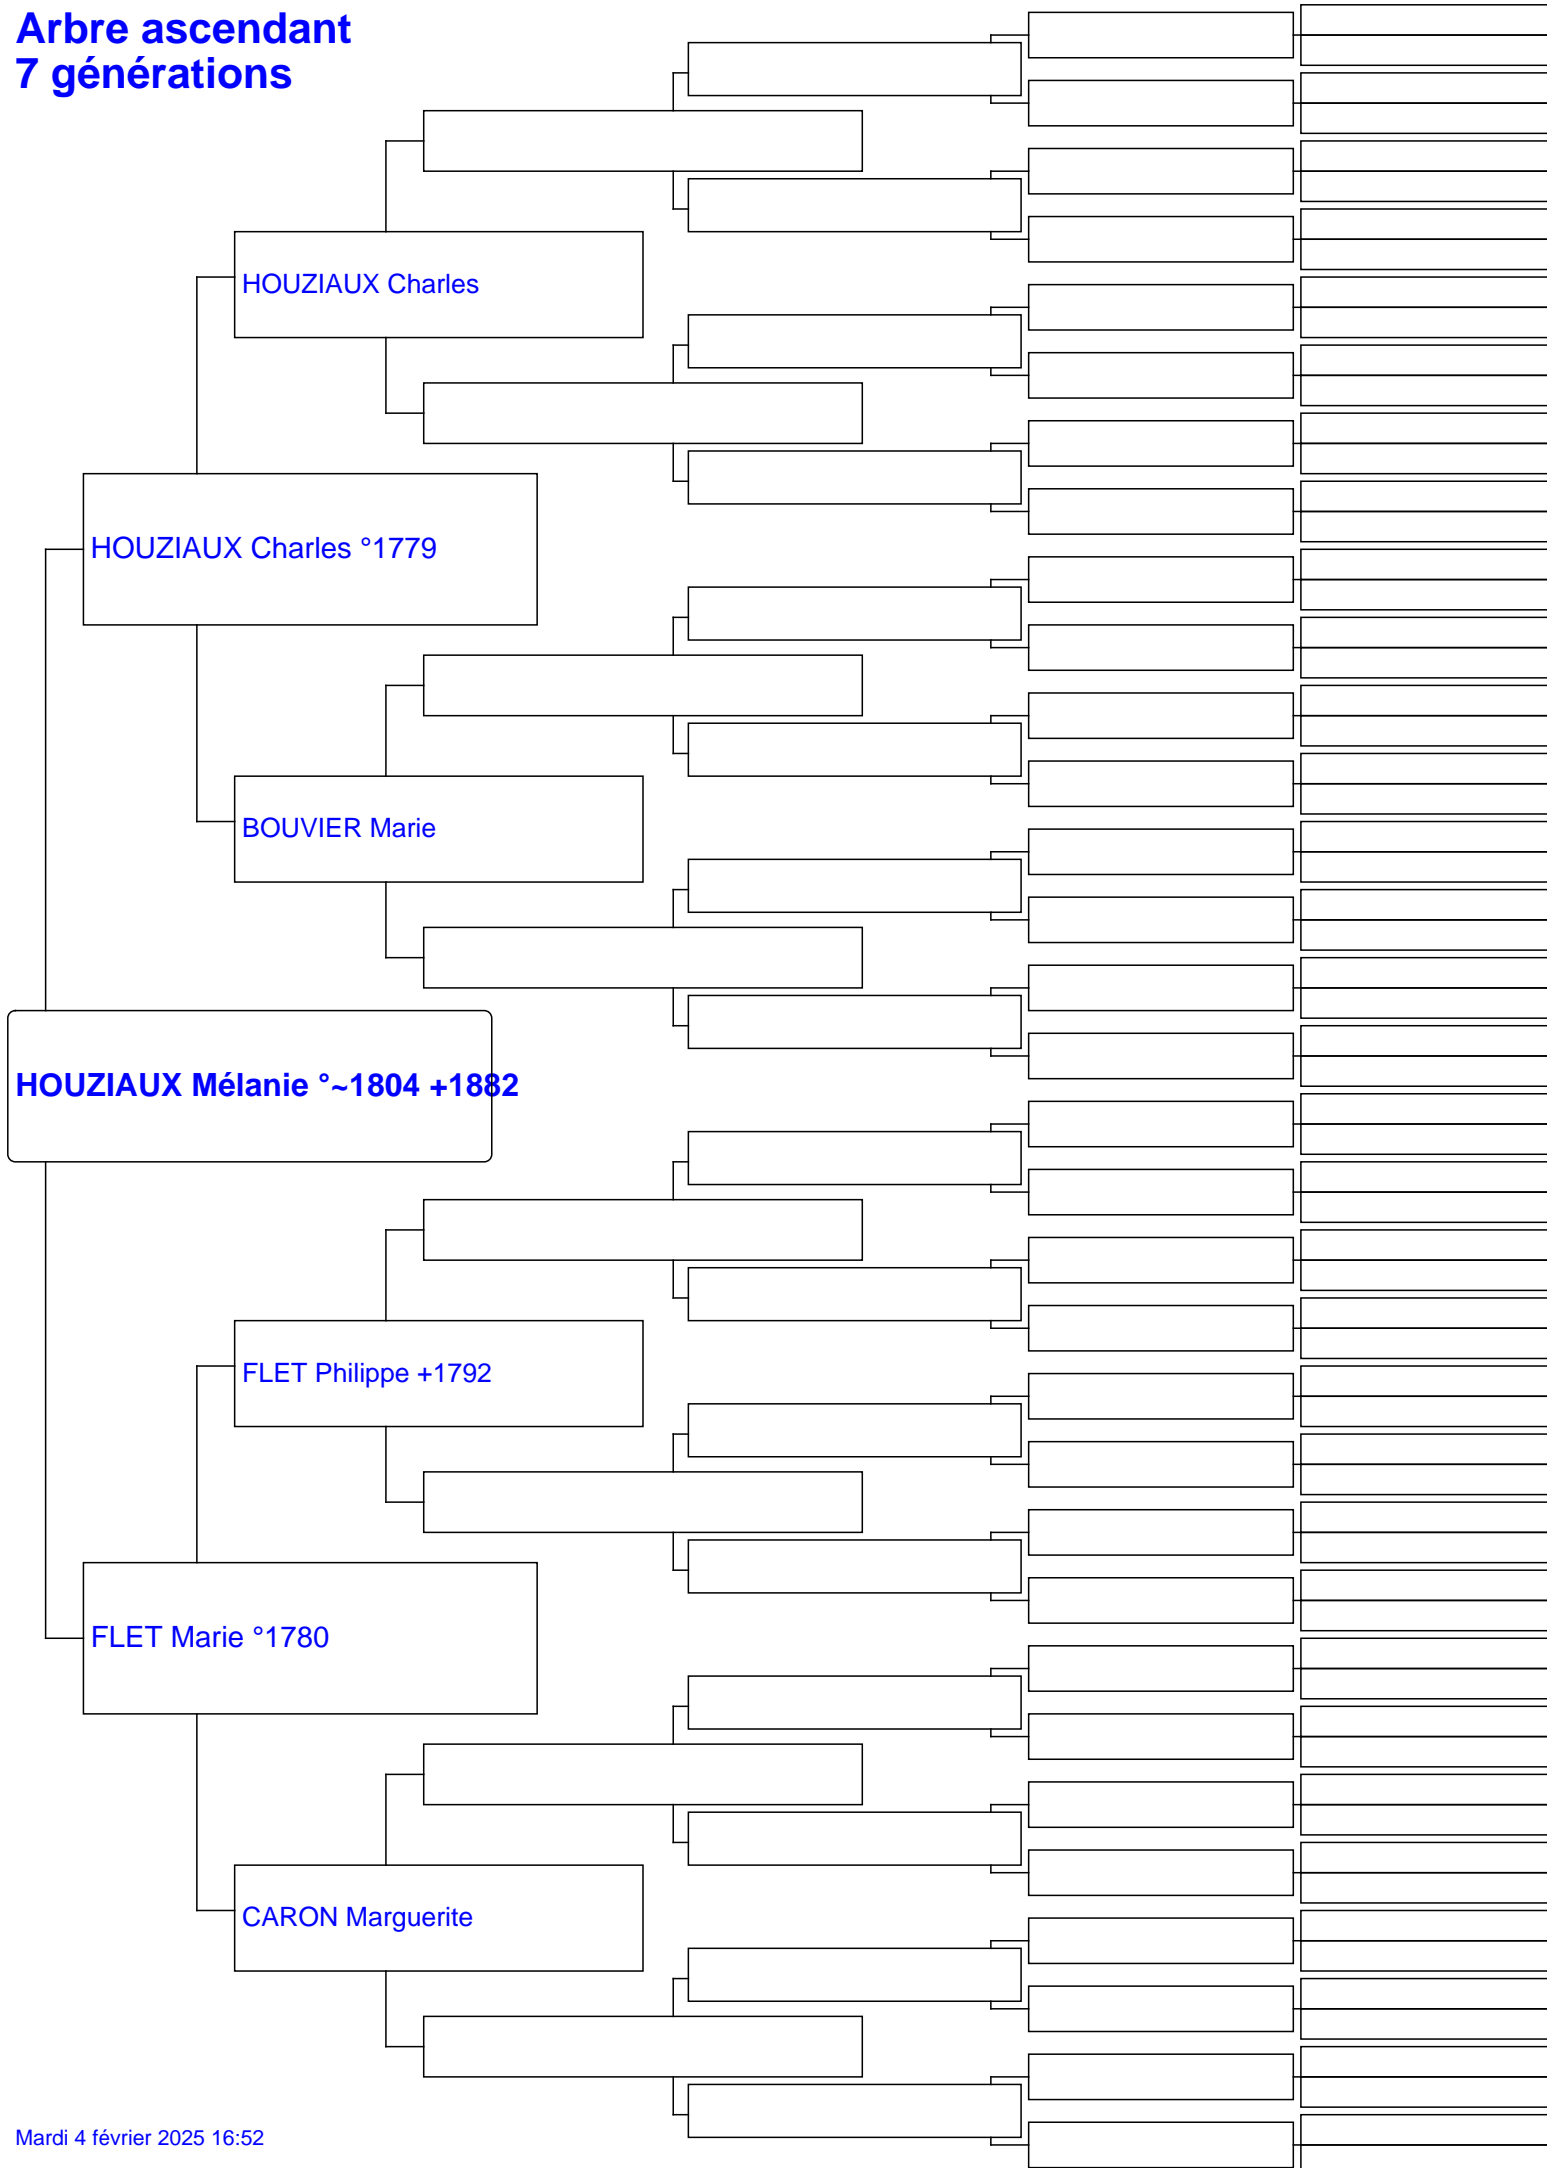 Arbre ascendant
7 générations
HOUZIAUX Charles
HOUZIAUX Charles °1779
BOUVIER Marie
HOUZIAUX Mélanie °~1804 +1882
FLET Philippe +1792
FLET Marie °1780
CARON Marguerite
Mardi 4 février 2025 16:52